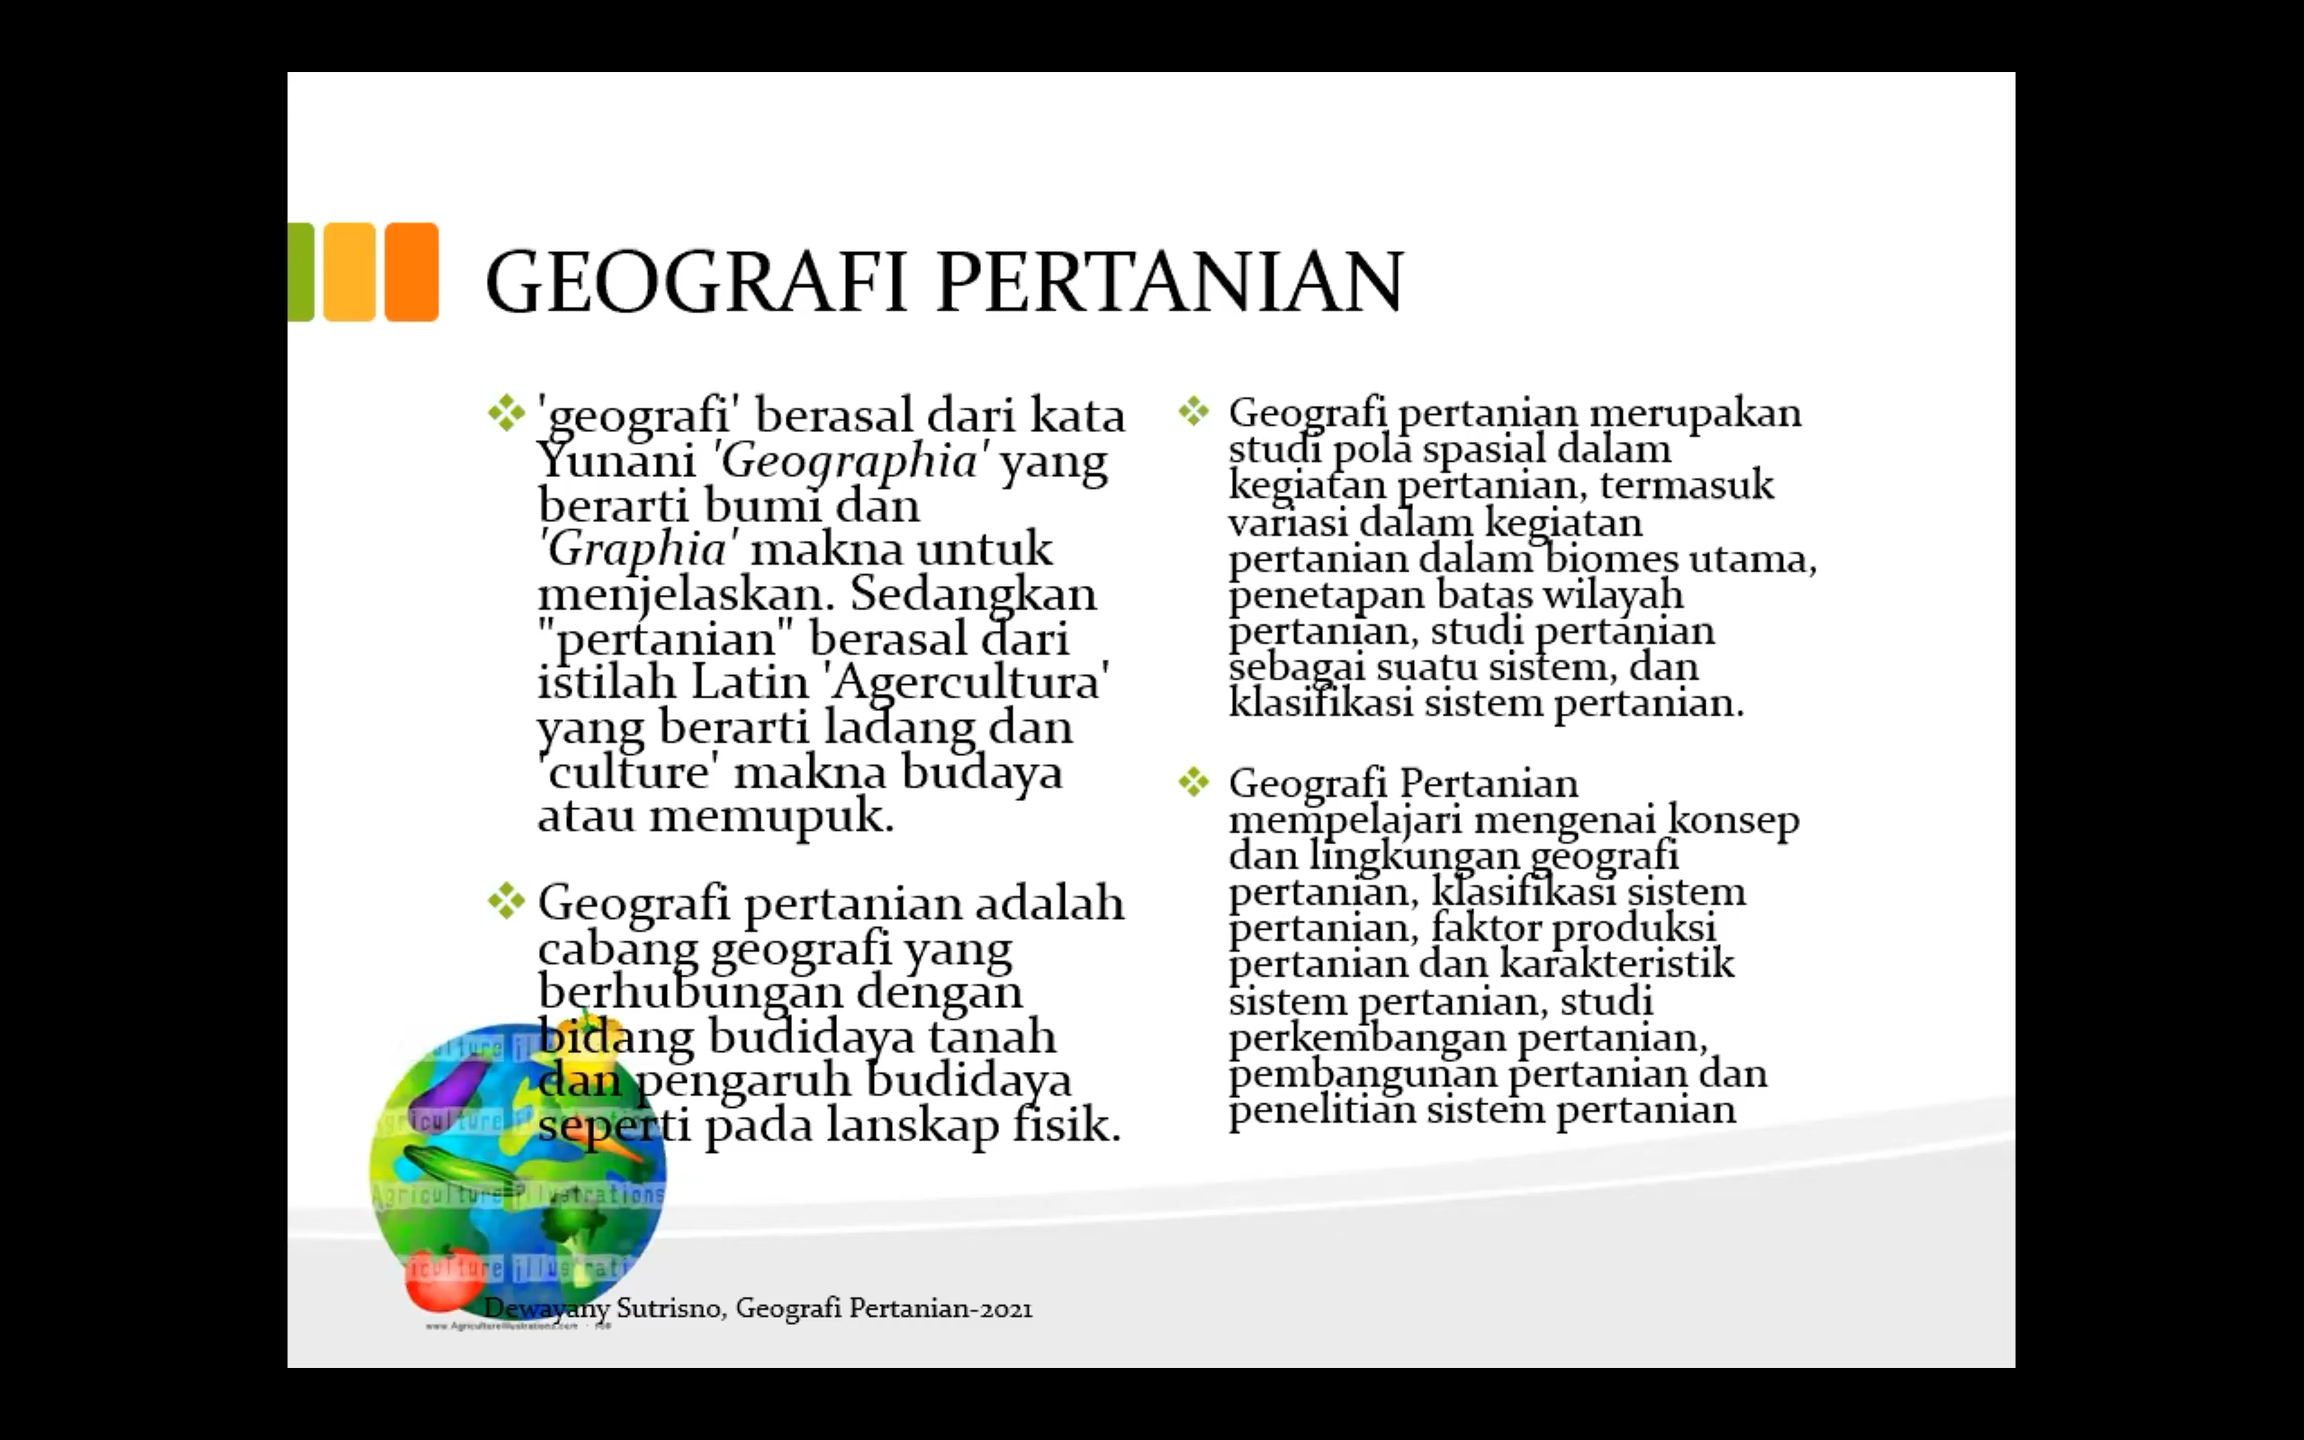 GEOGRAFI PERTANIAN
'geografi' berasal dari kata
Yunani 'Geographia' yang
berarti bumi dan
'Graphia' makna untuk
menjelaskan. Sedangkan
"pertanian" berasal dari
istilah Latin 'Agercultura'
yang berarti ladang dan
'culture' makna budaya
atau memupuk.
Geografi pertanian adalah
cabang geografi yang
berhubungan dengan
bidang budidaya tanah
dan pengaruh budidaya
seperti pada lanskap fisik.
Geografi pertanian merupakan
studi pola spasial dalam
kegiatan pertanian, termasuk
variasi dalam kegiatan
pertanian dalam biomes utama,
penetapan batas wilayah
pertanian, studi pertanian
sebagai suatu sistem, dan
klasifikasi sistem pertanian.
Geografi Pertanian
mempelajari mengenai konsep
dan lingkungan geografi
pertanian, klasifikasi sistem
pertanian, faktor produksi
pertanian dan karakteristik
sistem pertanian, studi
perkembangan pertanian,
pembangunan pertanian dan
penelitian sistem pertanian
Agriculture illustrations
Dewayany Sutrisno, Geografi Pertanian-2021
www.AgricultureIllustrations.com